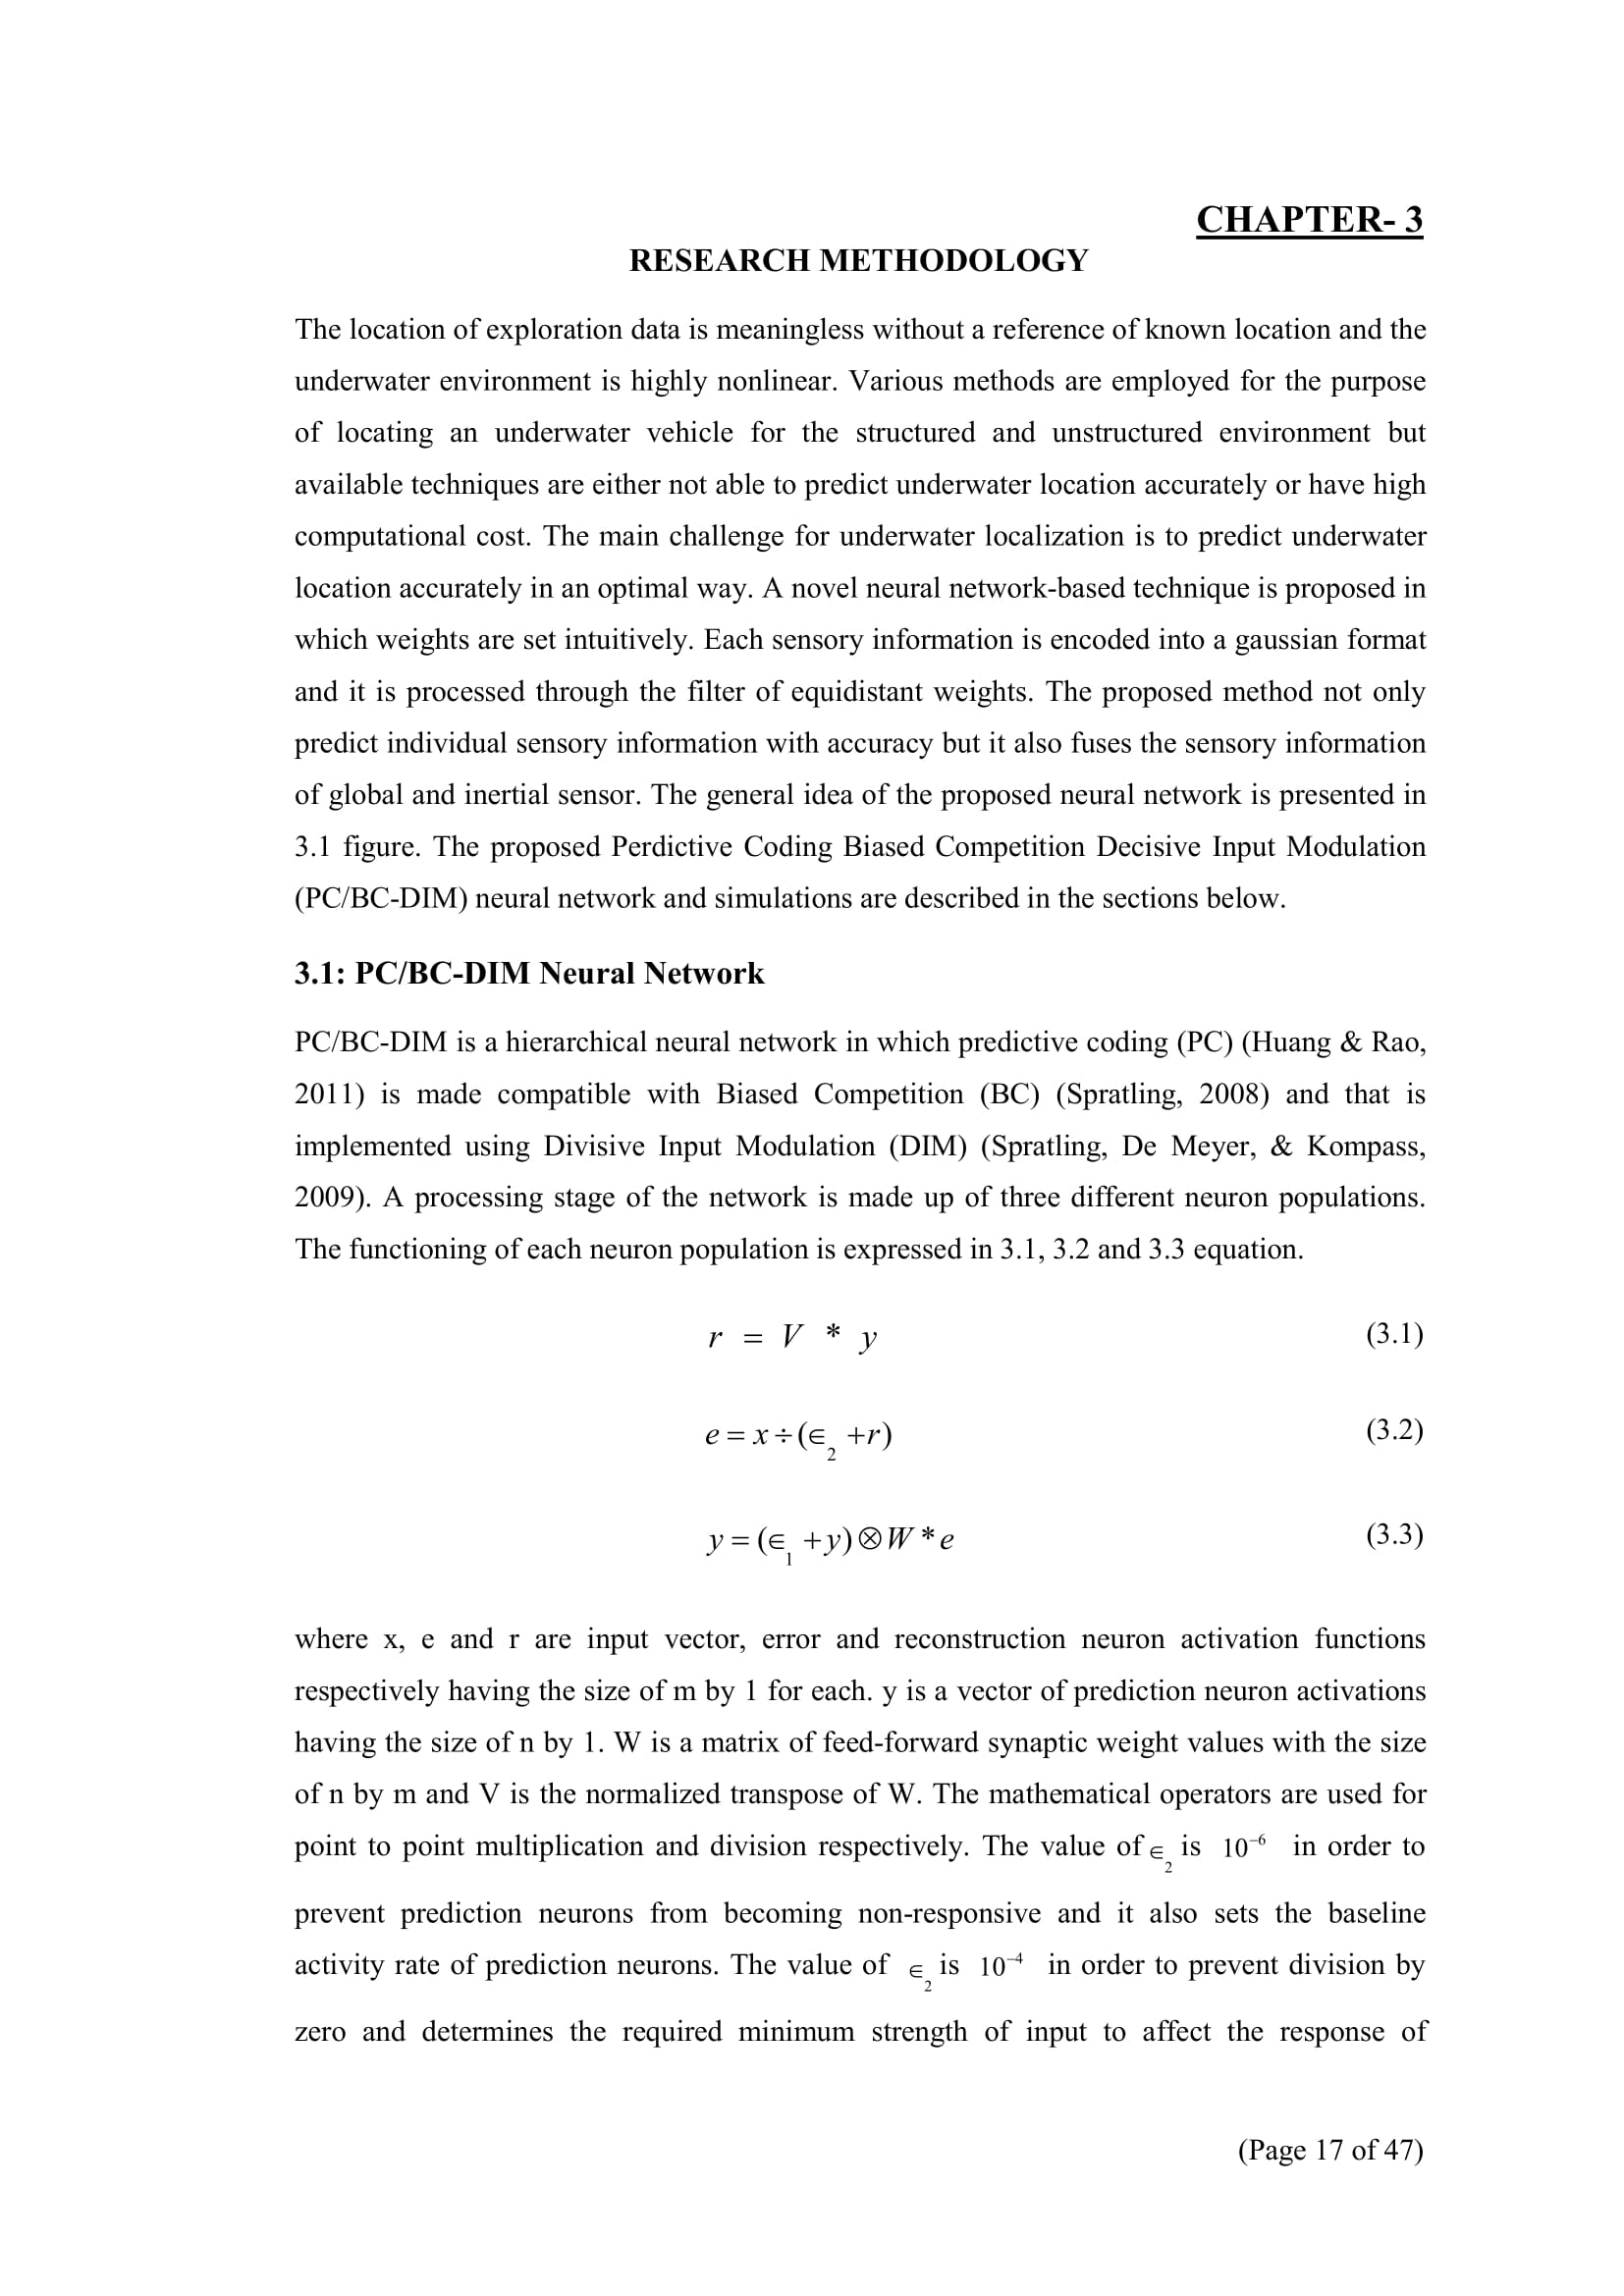 CHAPTER- 3
RESEARCH METHODOLOGY
The location of exploration data is meaningless without a reference of known location and the
underwater environment is highly nonlinear. Various methods are employed for the purpose
of locating an underwater vehicle for the structured and unstructured environment but
available techniques are either not able to predict underwater location accurately or have high
computational cost. The main challenge for underwater localization is to predict underwater
location accurately in an optimal way. A novel neural network-based technique is proposed in
which weights are set intuitively. Each sensory information is encoded into a gaussian format
and it is processed through the filter of equidistant weights. The proposed method not only
predict individual sensory information with accuracy but it also fuses the sensory information
of global and inertial sensor. The general idea of the proposed neural network is presented in
3.1 figure. The proposed Perdictive Coding Biased Competition Decisive Input Modulation
(PC/BC-DIM) neural network and simulations are described in the sections below.
3.1: PC/BC-DIM Neural Network
PC/BC-DIM is a hierarchical neural network in which predictive coding (PC) (Huang & Rao,
2011) is made compatible with Biased Competition (BC) (Spratling, 2008) and that is
implemented using Divisive Input Modulation (DIM) (Spratling, De Meyer, & Kompass,
2009). A processing stage of the network is made up of three different neuron populations.
The functioning of each neuron population is expressed in 3.1, 3.2 and 3.3 equation.
r = V * y (3.1)
e = x ÷ (∈₂ + r) (3.2)
y = (∈₁ + y) ⊗ W * e (3.3)
where x, e and r are input vector, error and reconstruction neuron activation functions
respectively having the size of m by 1 for each. y is a vector of prediction neuron activations
having the size of n by 1. W is a matrix of feed-forward synaptic weight values with the size
of n by m and V is the normalized transpose of W. The mathematical operators are used for
point to point multiplication and division respectively. The value of ∈₂ is 10⁻⁶ in order to
prevent prediction neurons from becoming non-responsive and it also sets the baseline
activity rate of prediction neurons. The value of ∈₂ is 10⁻⁴ in order to prevent division by
zero and determines the required minimum strength of input to affect the response of
(Page 17 of 47)